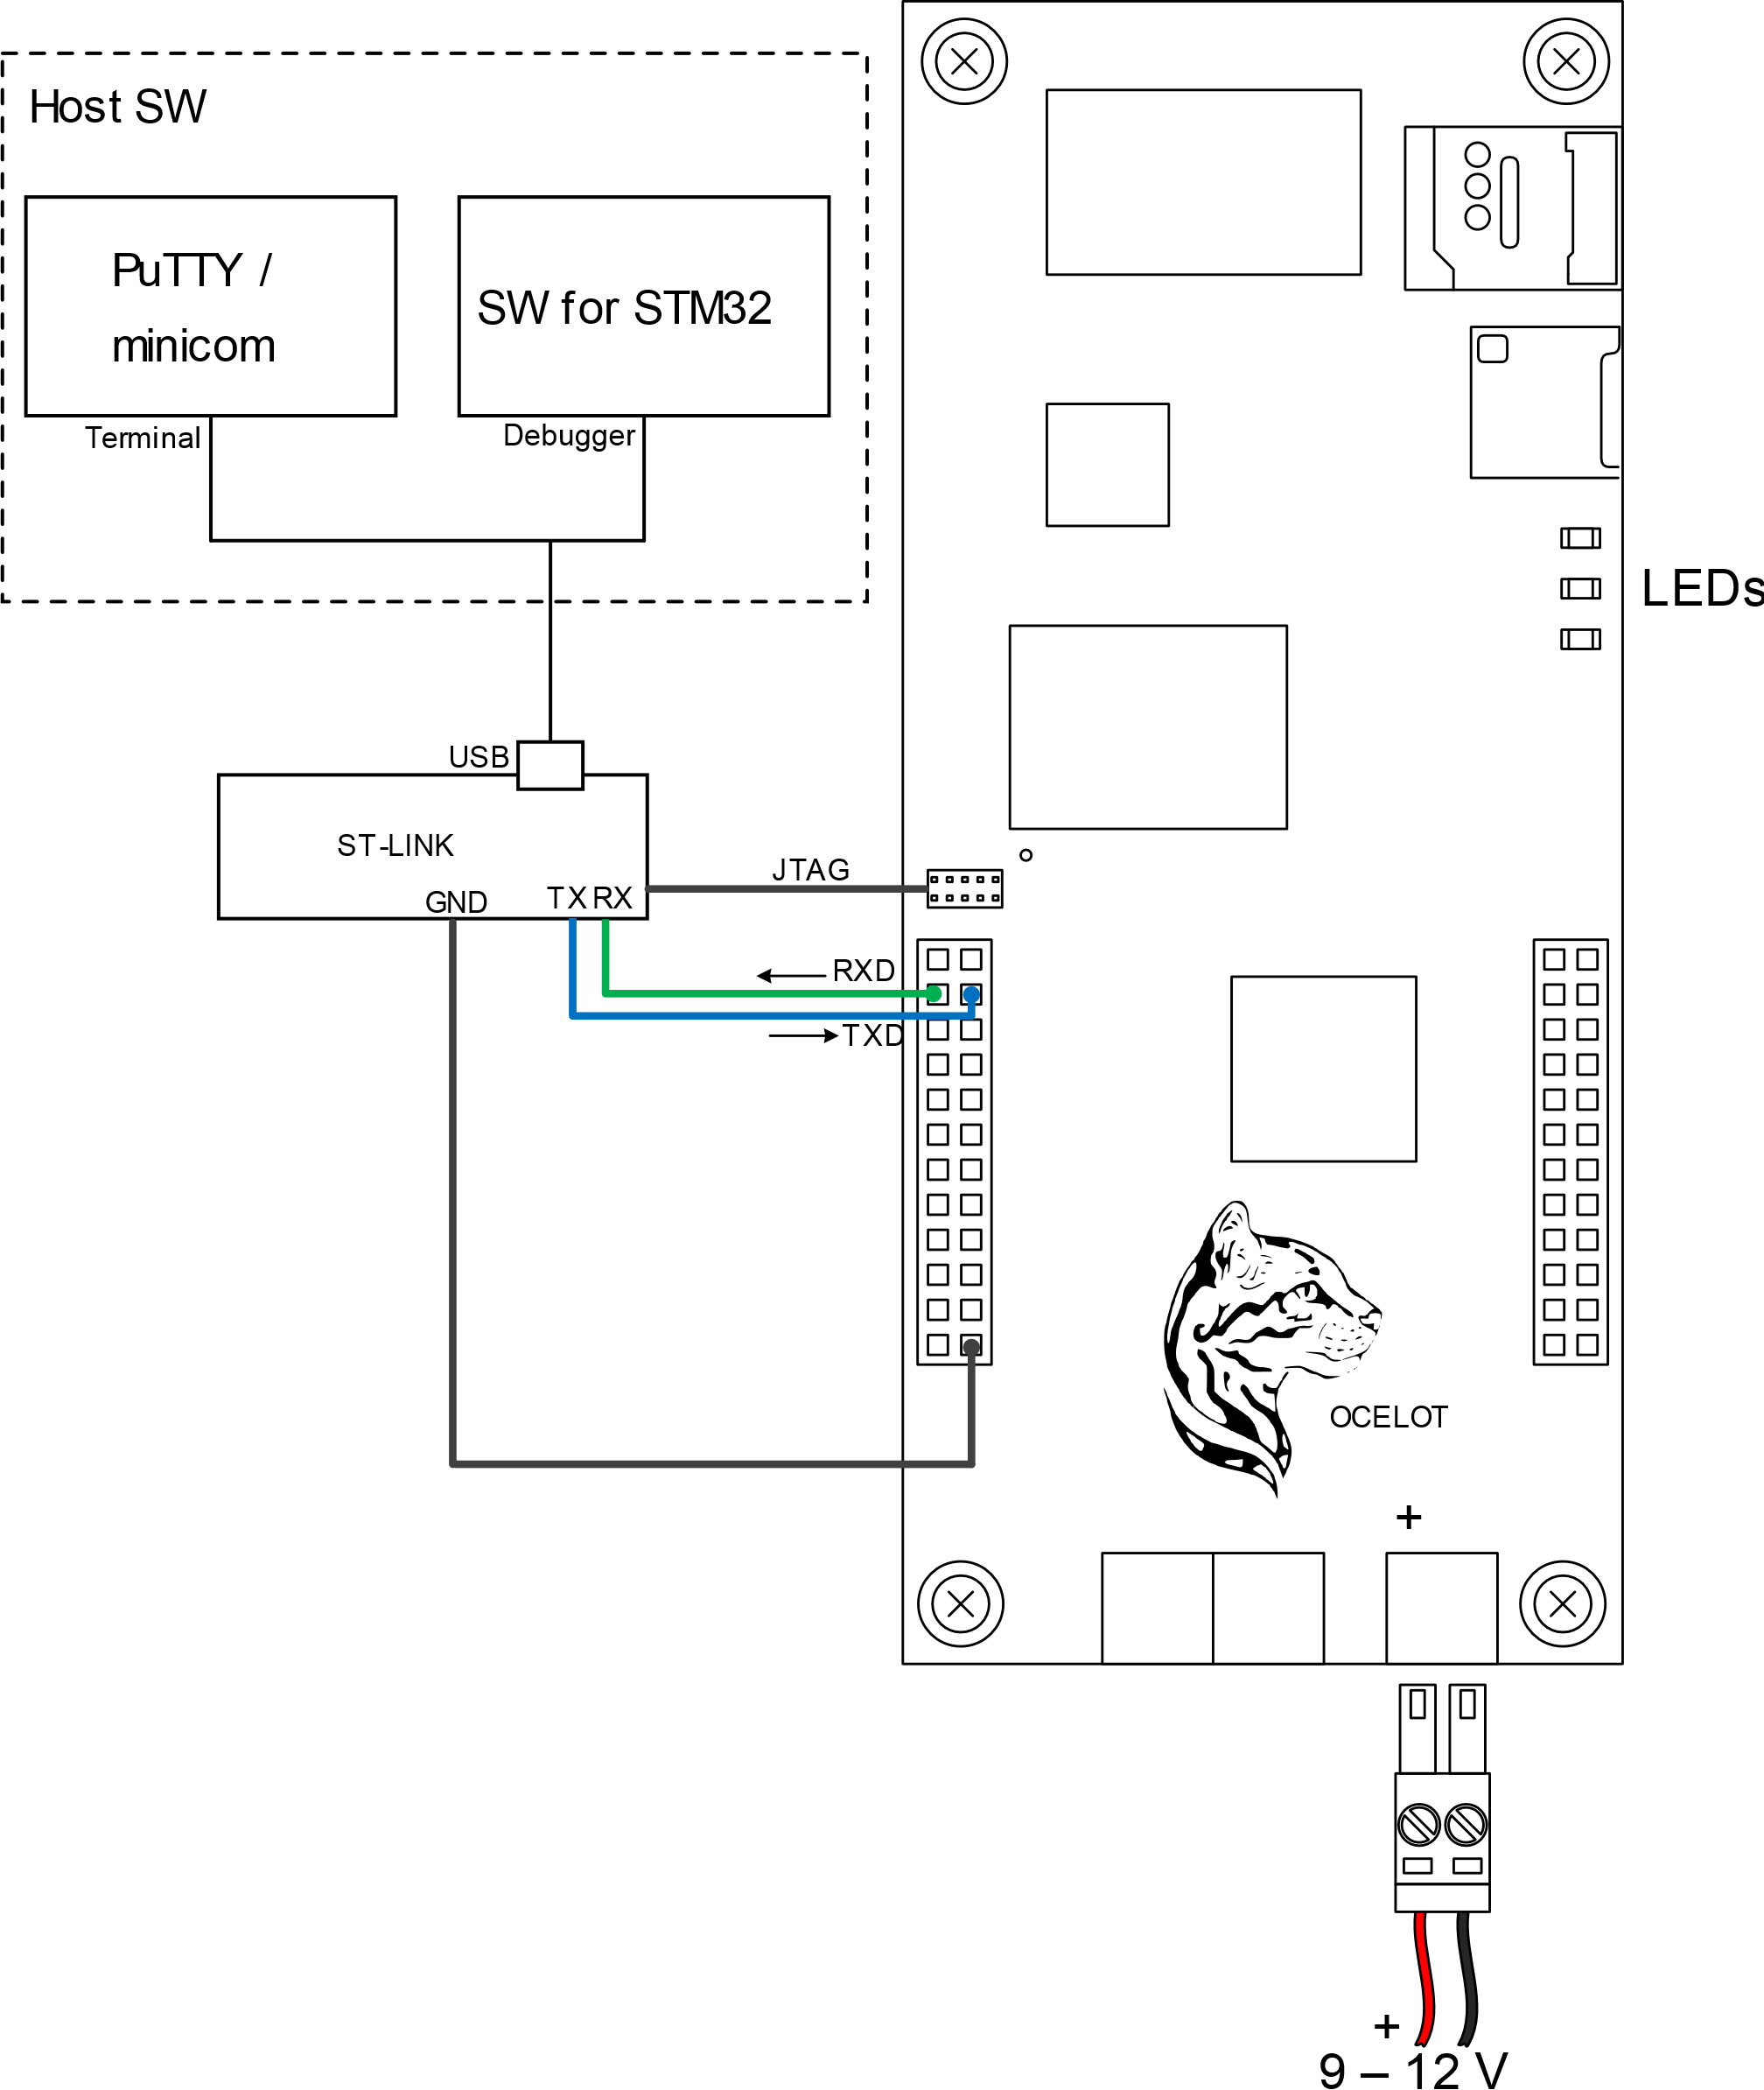 Host SW
PuTTY /
minicom
SW for STM32
Terminal
Debugger
LEDs
USB
ST-LINK
GND
TX
RX
JTAG
RXD
TXD
OCELOT
+
+
9 – 12 V